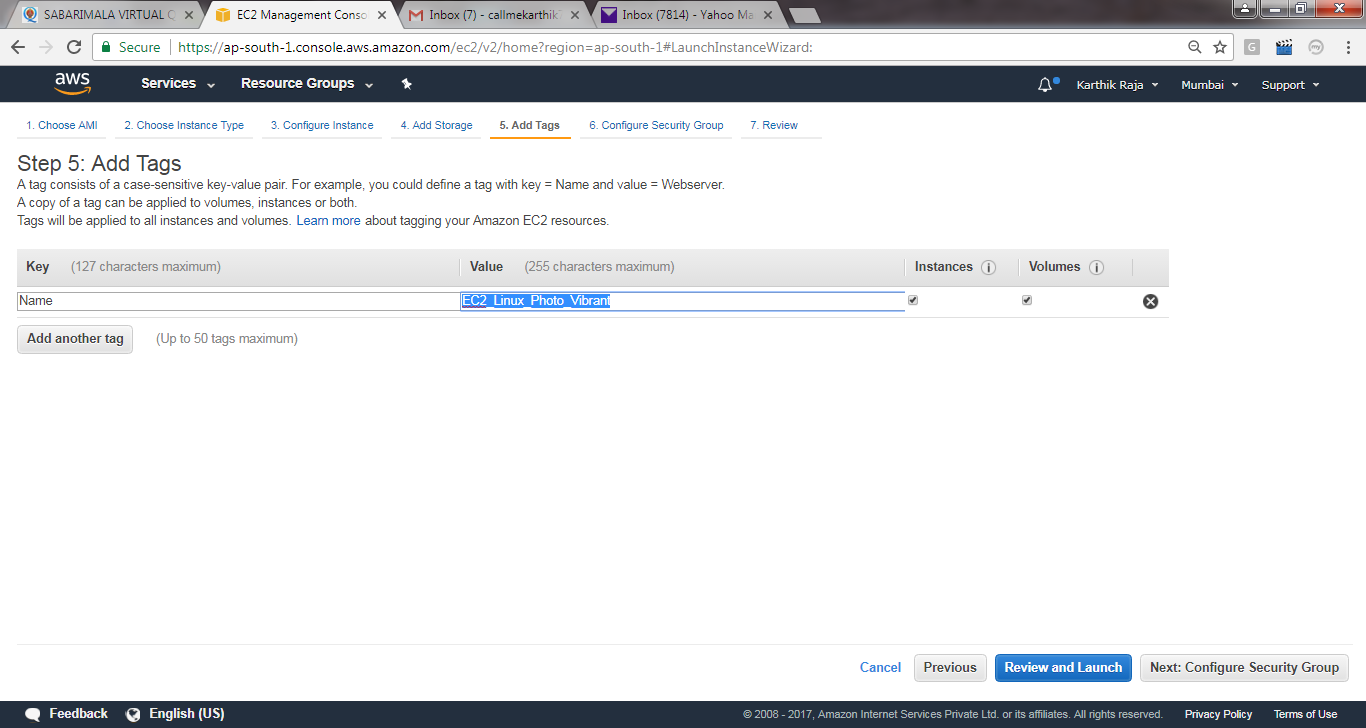 SABARIMALA VIRTUAL Q
EC2 Management Conso
Inbox (7) - callmekarthik
Inbox (7814) - Yahoo Ma
Secure https://ap-south-1.console.aws.amazon.com/ec2/v2/home?region=ap-south-1#LaunchInstanceWizard:
G my
aws Services Resource Groups Karthik Raja Mumbai Support
1. Choose AMI 2. Choose Instance Type 3. Configure Instance 4. Add Storage 5. Add Tags 6. Configure Security Group 7. Review
Step 5: Add Tags
A tag consists of a case-sensitive key-value pair. For example, you could define a tag with key = Name and value = Webserver.
A copy of a tag can be applied to volumes, instances or both.
Tags will be applied to all instances and volumes. Learn more about tagging your Amazon EC2 resources.
Key (127 characters maximum) Value (255 characters maximum) Instances i Volumes i
Name EC2_Linux_Photo_Vibrant
Add another tag (Up to 50 tags maximum)
Cancel Previous Review and Launch Next: Configure Security Group
Feedback English (US) © 2008 - 2017, Amazon Internet Services Private Ltd. or its affiliates. All rights reserved. Privacy Policy Terms of Use